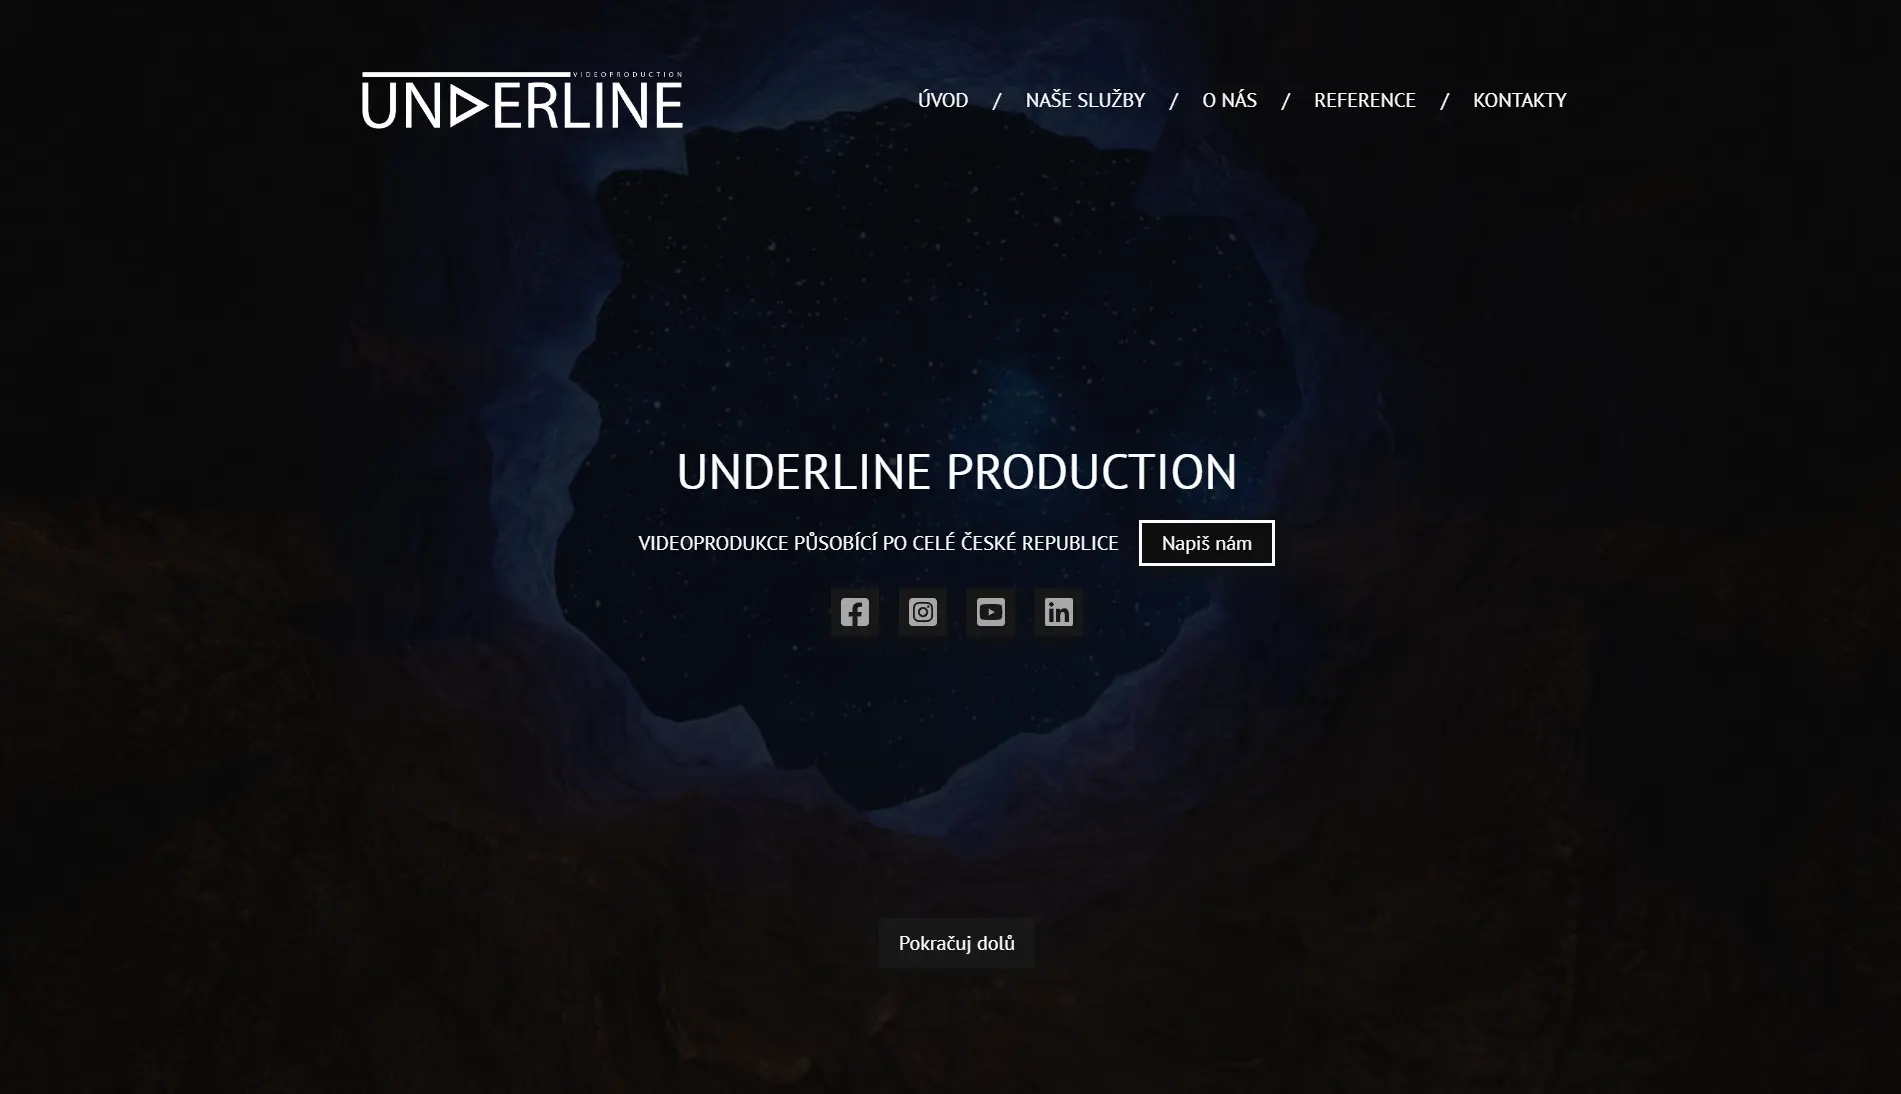 VIDEOPRODUCTION
UNDERLINE
ÚVOD / NAŠE SLUŽBY / O NÁS / REFERENCE / KONTAKTY
UNDERLINE PRODUCTION
VIDEOPRODUKCE PŮSOBÍCÍ PO CELÉ ČESKÉ REPUBLICE Napiš nám
Pokračuj dolů